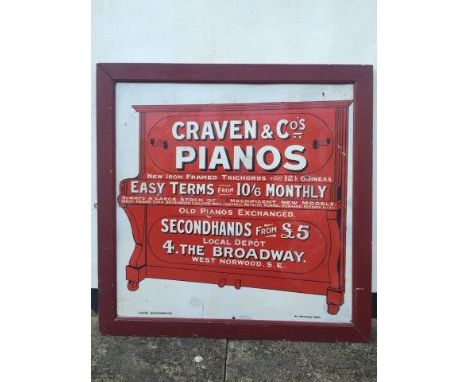 CRAVEN & CO'S
PIANOS
NEW IRON FRAMED TRICHORDS FROM 12½ GUINEAS
EASY TERMS FROM 10/6 MONTHLY
ALWAYS A LARGE STOCK OF MAGNIFICENT NEW MODELS
OLD PIANOS EXCHANGED.
SECONDHANDS FROM £5
LOCAL DEPÔT
4. THE BROADWAY.
WEST NORWOOD. S.E.